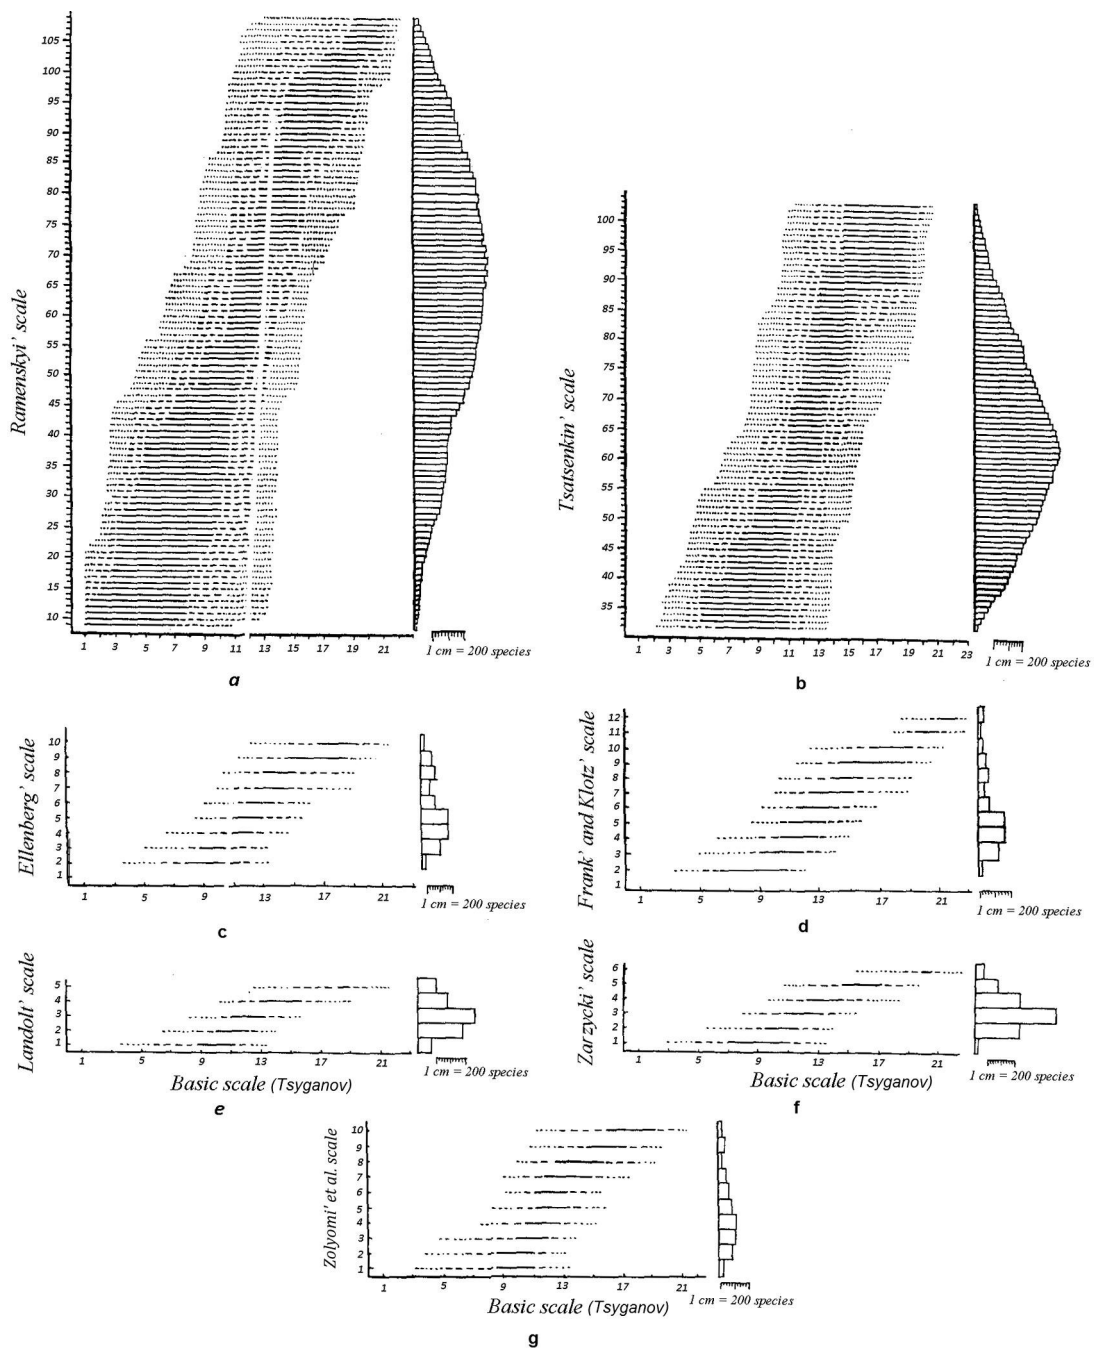 Ramenskyi' scale
105
100
95
90
85
80
75
70
65
60
55
50
45
40
35
30
25
20
15
10
1 3 5 7 9 11 13 15 17 19 21
1 cm = 200 species
a
Tsatsenkin' scale
100
95
90
85
80
75
70
65
60
55
50
45
40
35
1 3 5 7 9 11 13 15 17 19 21 23
1 cm = 200 species
b
Ellenberg' scale
10
9
8
7
6
5
4
3
2
1
1 5 9 13 17 21
1 cm = 200 species
c
Frank' and Klotz' scale
12
11
10
9
8
7
6
5
4
3
2
1
1 5 9 13 17 21
1 cm = 200 species
d
Landolt' scale
5
4
3
2
1
1 5 9 13 17 21
1 cm = 200 species
Basic scale (Tsyganov)
e
Zarzycki' scale
6
5
4
3
2
1
1 5 9 13 17 21
1 cm = 200 species
Basic scale (Tsyganov)
f
Zolyomi' et al. scale
10
9
8
7
6
5
4
3
2
1
1 5 9 13 17 21
1 cm = 200 species
Basic scale (Tsyganov)
g